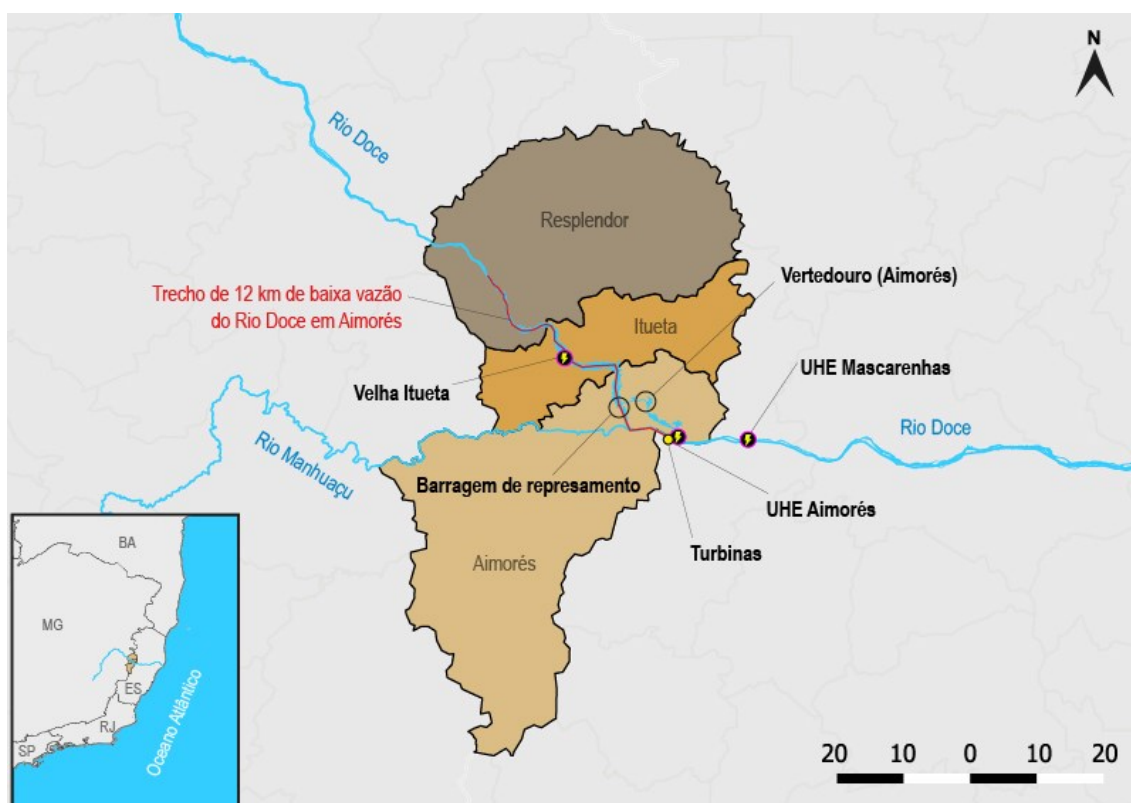 N
Rio Doce
Resplendor
Vertedouro (Aimorés)
Trecho de 12 km de baixa vazão
do Rio Doce em Aimorés
Itueta
UHE Mascarenhas
Velha Itueta
Rio Doce
Rio Manhuaçu
Barragem de represamento
UHE Aimorés
Turbinas
Aimorés
BA
MG
ES
RJ
SP
Oceano Atlântico
20 10 0 10 20